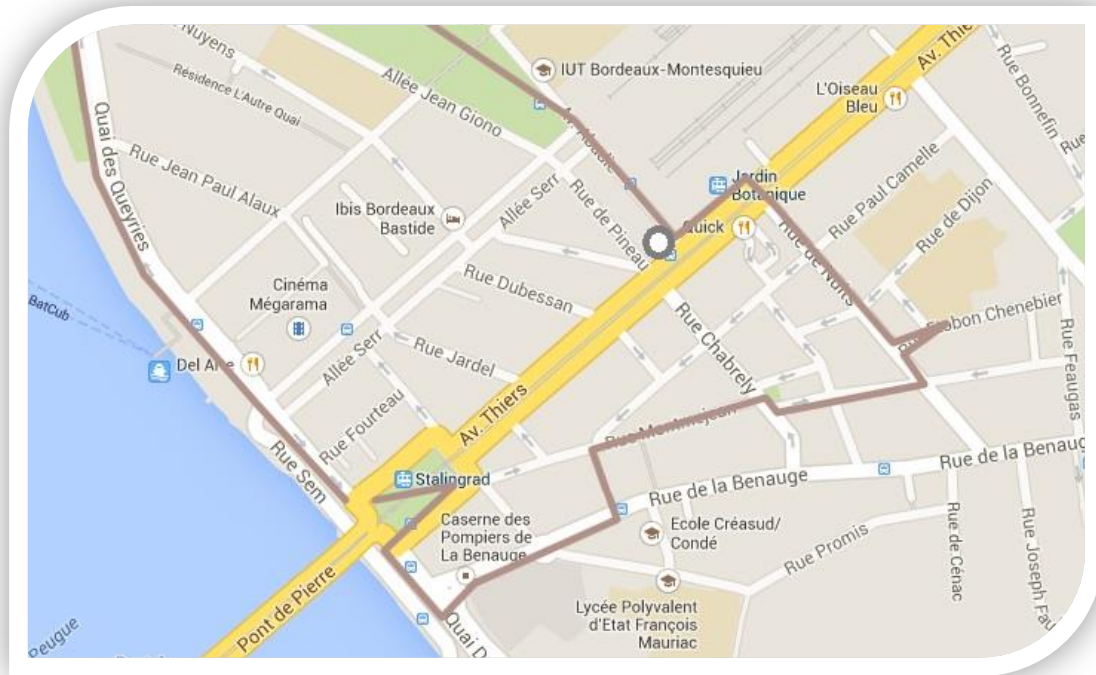 Nuyens
Résidence L'Autre Quai
Allée Jean Giono
IUT Bordeaux-Montesquieu
Av. Abadie
L'Oiseau
Bleu
Av. Thie
Rue Bonnefin
Rue
Quai des Queyries
Rue Jean Paul Alaux
Ibis Bordeaux
Bastide
Allée Serr
Rue de Pineau
Jardin
Botanique
Quick
Rue Paul Camelle
Rue de Dijon
Rue de Nuits
Cinéma
Mégarama
Rue Dubessan
BatCub
Chenebier
Rue Chabrely
Rue Feaugas
Allée Serr
Rue Jardel
Rue Fourteau
Av. Thiers
Rue Montmejean
Rue Sem
Stalingrad
Rue de la Benauge
Rue de la Benauge
Caserne des
Pompiers de
La Benauge
Ecole Créasud/
Condé
Rue Promis
Rue de Cénac
Rue Joseph Fau
Pont de Pierre
Lycée Polyvalent
d'Etat François
Mauriac
Quai D
Peugue